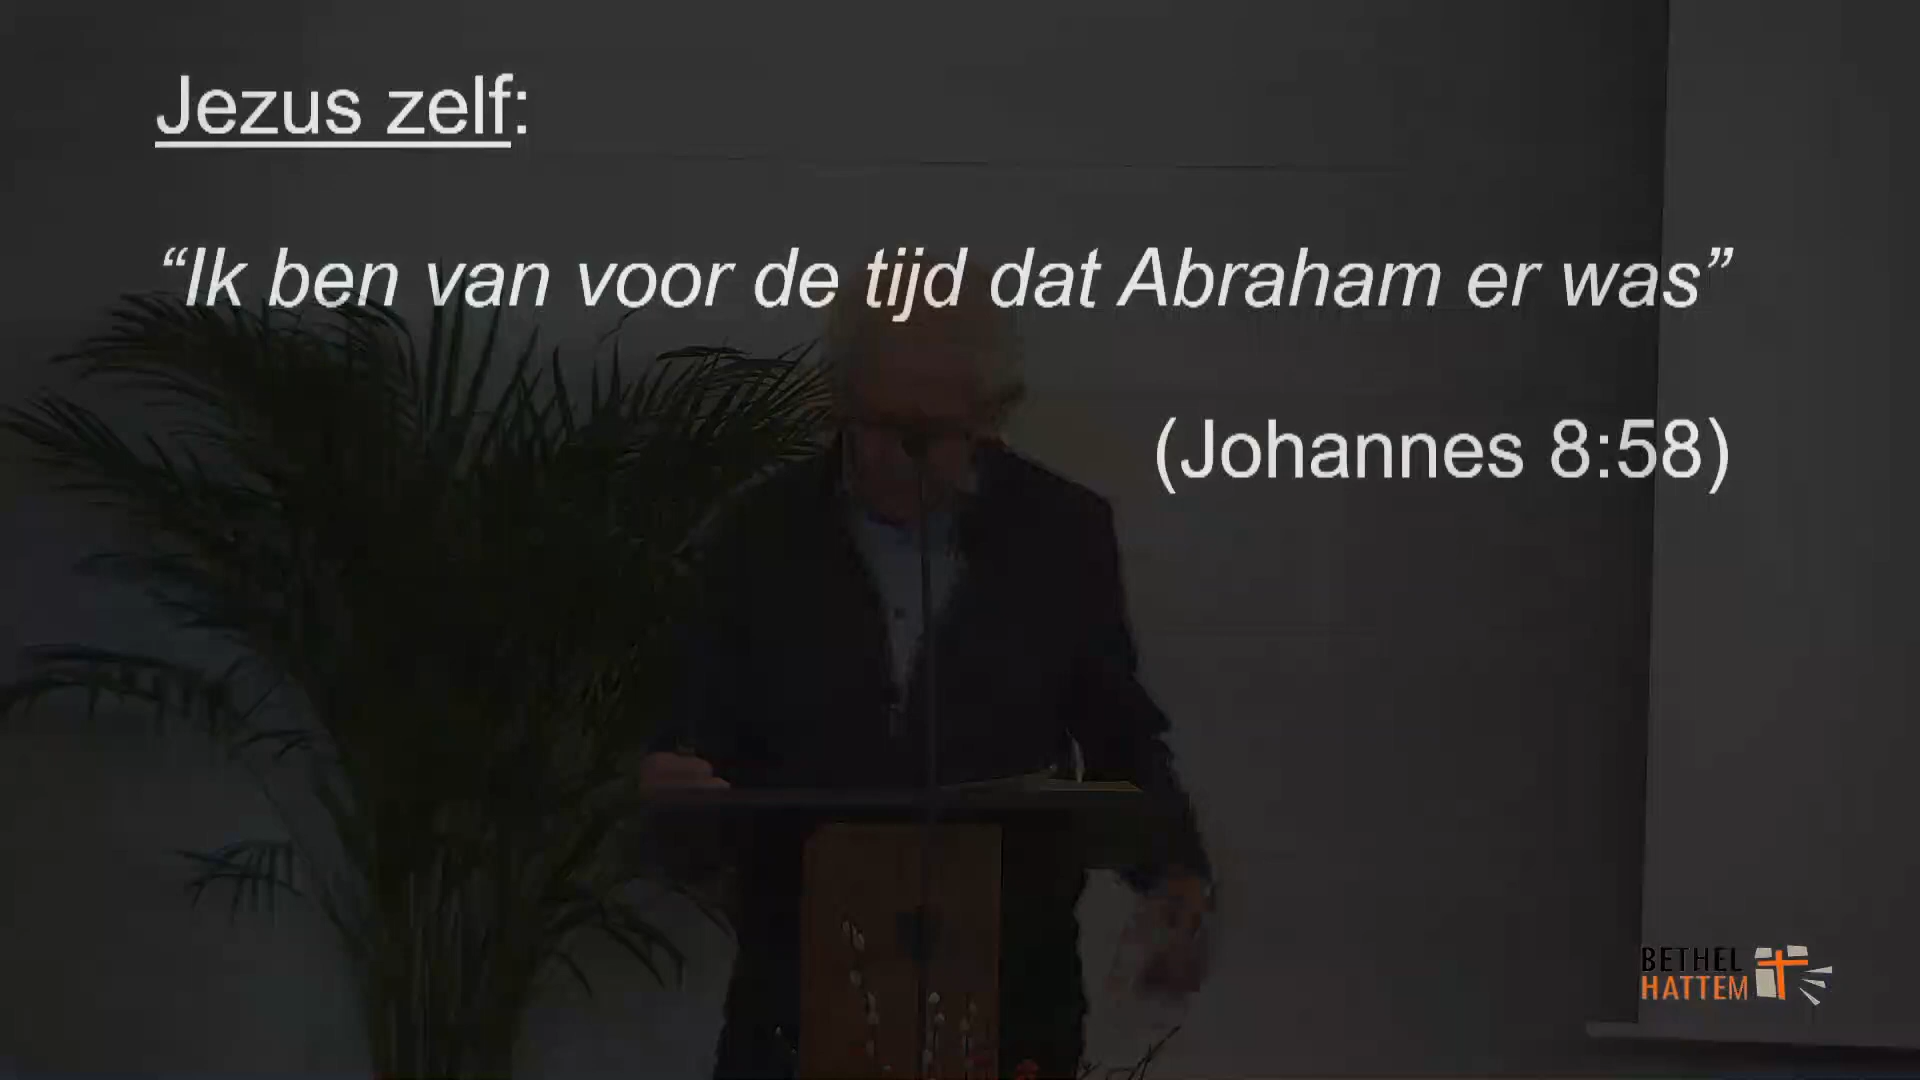 Jezus zelf:
“Ik ben van voor de tijd dat Abraham er was”
(Johannes 8:58)
BETHEL
HATTEM